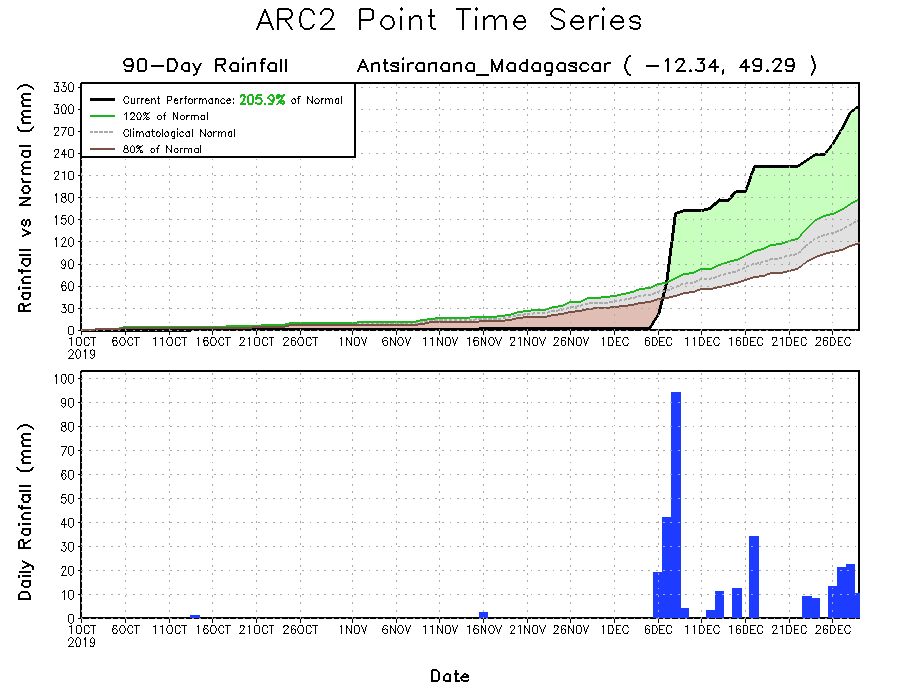 ARC2 Point Time Series
90-Day Rainfall Antsiranana_Madagascar ( -12.34, 49.29 )
Rainfall vs Normal (mm)
330
300
270
240
210
180
150
120
90
60
30
0
Current Performance: 205.9% of Normal
120% of Normal
Climatological Normal
80% of Normal
1OCT 6OCT 11OCT 16OCT 21OCT 26OCT 1NOV 6NOV 11NOV 16NOV 21NOV 26NOV 1DEC 6DEC 11DEC 16DEC 21DEC 26DEC
2019
Daily Rainfall (mm)
100
90
80
70
60
50
40
30
20
10
0
1OCT 6OCT 11OCT 16OCT 21OCT 26OCT 1NOV 6NOV 11NOV 16NOV 21NOV 26NOV 1DEC 6DEC 11DEC 16DEC 21DEC 26DEC
2019
Date